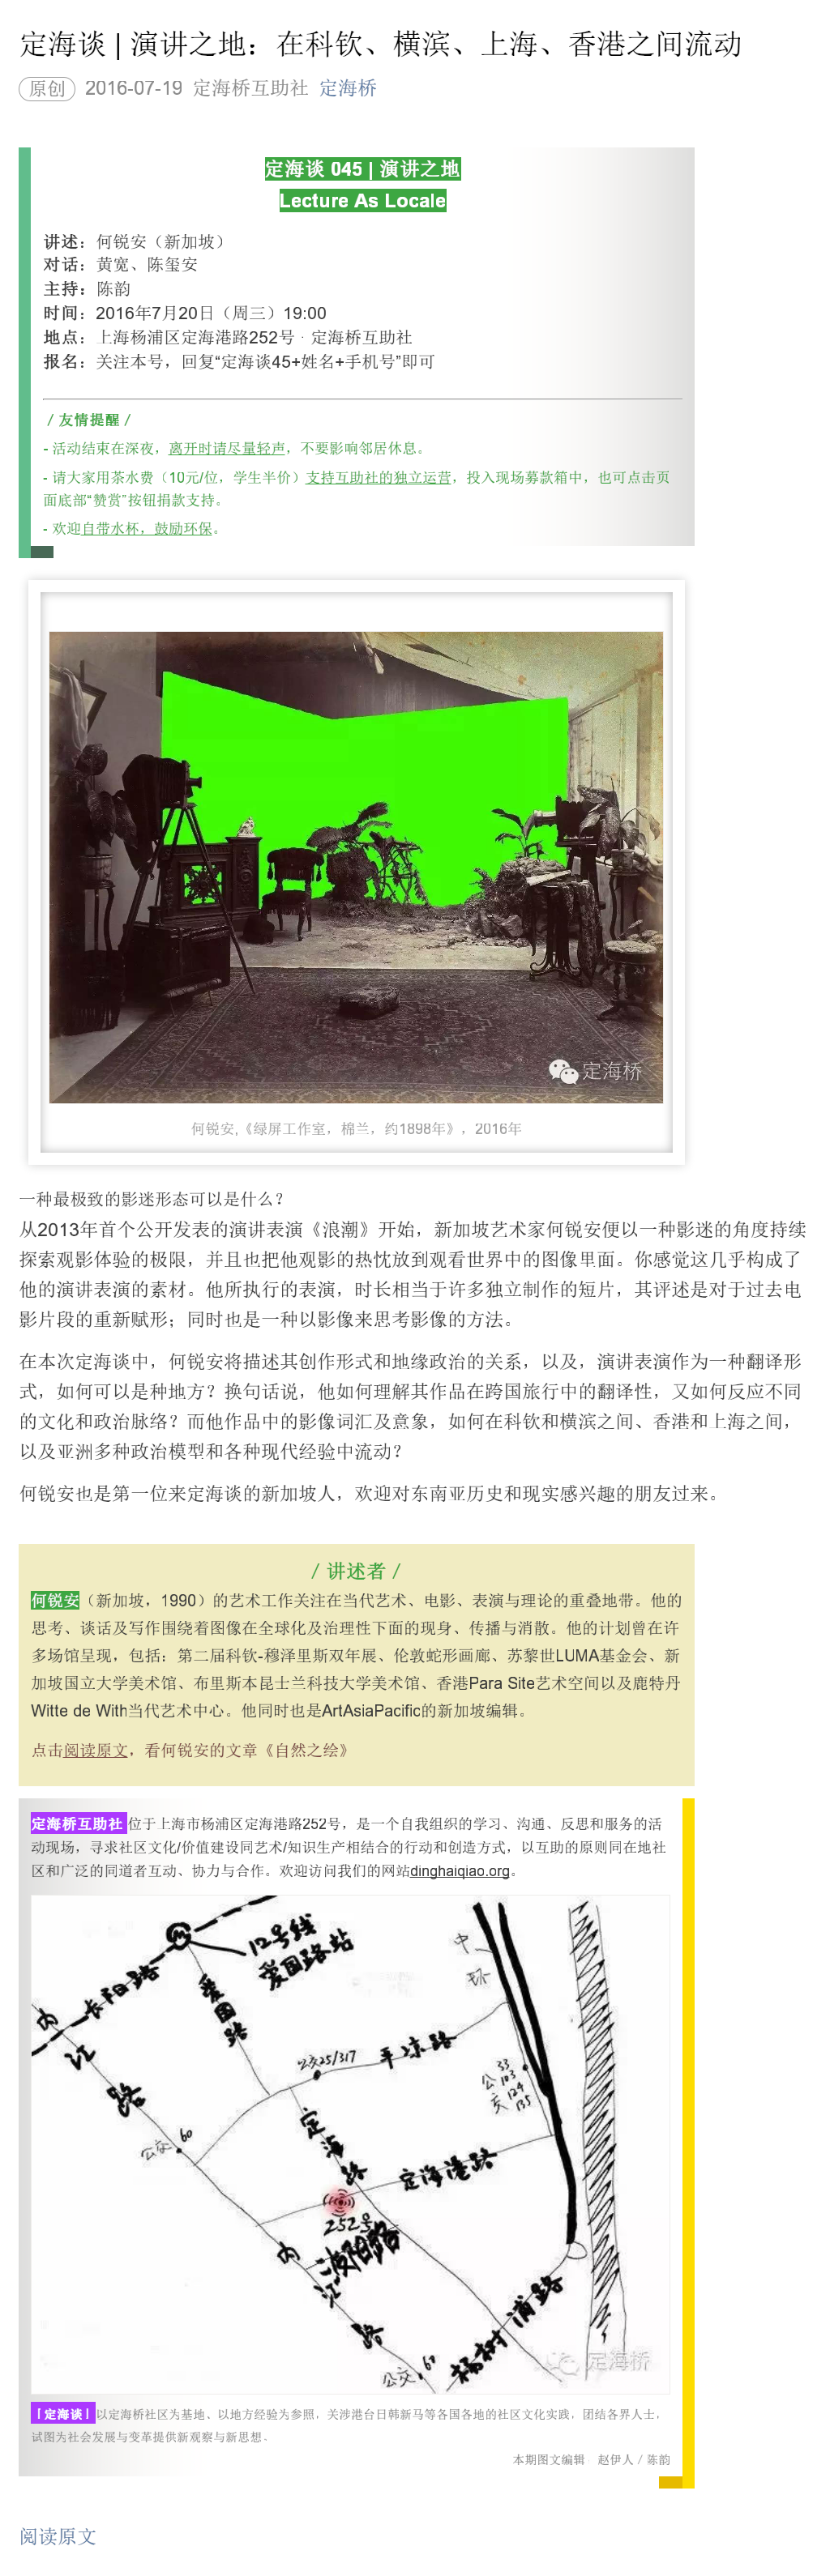 定海谈 | 演讲之地：在科钦、横滨、上海、香港之间流动
原创 2016-07-19 定海桥互助社 定海桥
定海谈 045 | 演讲之地
Lecture As Locale
讲述：何锐安（新加坡）
对话：黄宽、陈玺安
主持：陈韵
时间：2016年7月20日（周三）19:00
地点：上海杨浦区定海港路252号 · 定海桥互助社
报名：关注本号，回复“定海谈45+姓名+手机号”即可
/ 友情提醒 /
- 活动结束在深夜，离开时请尽量轻声，不要影响邻居休息。
- 请大家用茶水费（10元/位，学生半价）支持互助社的独立运营，投入现场募款箱中，也可点击页
面底部“赞赏”按钮捐款支持。
- 欢迎自带水杯，鼓励环保。
定海桥
何锐安,《绿屏工作室，棉兰，约1898年》，2016年
一种最极致的影迷形态可以是什么？
从2013年首个公开发表的演讲表演《浪潮》开始，新加坡艺术家何锐安便以一种影迷的角度持续
探索观影体验的极限，并且也把他观影的热忱放到观看世界中的图像里面。你感觉这几乎构成了
他的演讲表演的素材。他所执行的表演，时长相当于许多独立制作的短片，其评述是对于过去电
影片段的重新赋形；同时也是一种以影像来思考影像的方法。
在本次定海谈中，何锐安将描述其创作形式和地缘政治的关系，以及，演讲表演作为一种翻译形
式，如何可以是种地方？换句话说，他如何理解其作品在跨国旅行中的翻译性，又如何反应不同
的文化和政治脉络？而他作品中的影像词汇及意象，如何在科钦和横滨之间、香港和上海之间，
以及亚洲多种政治模型和各种现代经验中流动？
何锐安也是第一位来定海谈的新加坡人，欢迎对东南亚历史和现实感兴趣的朋友过来。
/ 讲述者 /
何锐安（新加坡，1990）的艺术工作关注在当代艺术、电影、表演与理论的重叠地带。他的
思考、谈话及写作围绕着图像在全球化及治理性下面的现身、传播与消散。他的计划曾在许
多场馆呈现，包括：第二届科钦-穆泽里斯双年展、伦敦蛇形画廊、苏黎世LUMA基金会、新
加坡国立大学美术馆、布里斯本昆士兰科技大学美术馆、香港Para Site艺术空间以及鹿特丹
Witte de With当代艺术中心。他同时也是ArtAsiaPacific的新加坡编辑。
点击阅读原文，看何锐安的文章《自然之绘》
定海桥互助社位于上海市杨浦区定海港路252号，是一个自我组织的学习、沟通、反思和服务的活
动现场，寻求社区文化/价值建设同艺术/知识生产相结合的行动和创造方式，以互助的原则同在地社
区和广泛的同道者互动、协力与合作。欢迎访问我们的网站dinghaiqiao.org。
12号线
爱国路站
中环
长阳路
爱国路
内江路
公交25/317
平凉路
公交
33
103
124
135
公交 60
定海路
定海港路
252号
波阳路
内江路
杨树浦路
公交 60
定海桥
「定海谈」以定海桥社区为基地、以地方经验为参照，关涉港台日韩新马等各国各地的社区文化实践，团结各界人士，
试图为社会发展与变革提供新观察与新思想。
本期图文编辑 赵伊人 / 陈韵
阅读原文